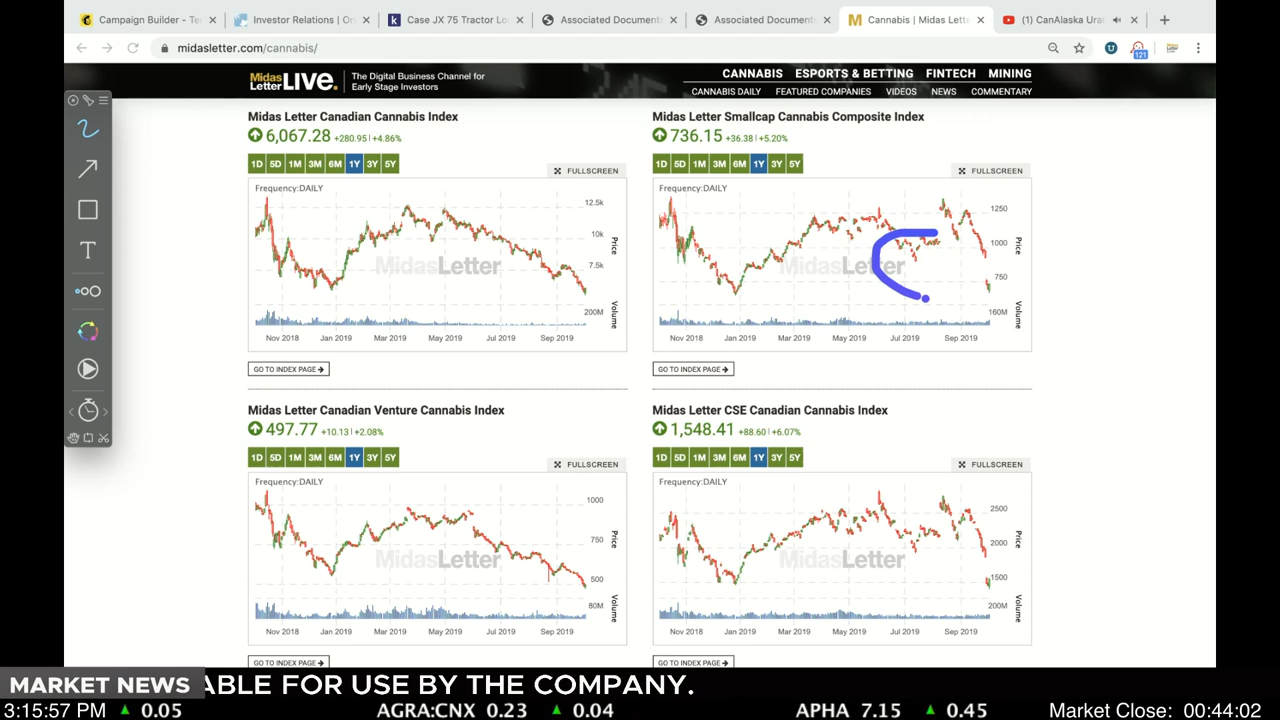 Campaign Builder - Te
Investor Relations | Or
Case JX 75 Tractor Lo
Associated Document
Associated Document
Cannabis | Midas Lette
(1) CanAlaska Ura
midasletter.com/cannabis/
121
Midas Letter LIVE.
The Digital Business Channel for
Early Stage Investors
CANNABIS ESPORTS & BETTING FINTECH MINING
CANNABIS DAILY FEATURED COMPANIES VIDEOS NEWS COMMENTARY
Midas Letter Canadian Cannabis Index
6,067.28 +280.95 | +4.86%
1D 5D 1M 3M 6M 1Y 3Y 5Y
FULLSCREEN
Frequency:DAILY
12.5k
10k
7.5k
Price
MidasLetter
200M
Volume
Nov 2018 Jan 2019 Mar 2019 May 2019 Jul 2019 Sep 2019
GO TO INDEX PAGE
Midas Letter Smallcap Cannabis Composite Index
736.15 +36.38 | +5.20%
1D 5D 1M 3M 6M 1Y 3Y 5Y
FULLSCREEN
Frequency:DAILY
1250
1000
750
Price
MidasLetter
160M
Volume
Nov 2018 Jan 2019 Mar 2019 May 2019 Jul 2019 Sep 2019
GO TO INDEX PAGE
Midas Letter Canadian Venture Cannabis Index
497.77 +10.13 | +2.08%
1D 5D 1M 3M 6M 1Y 3Y 5Y
FULLSCREEN
Frequency:DAILY
1000
750
500
Price
MidasLetter
80M
Volume
Nov 2018 Jan 2019 Mar 2019 May 2019 Jul 2019 Sep 2019
GO TO INDEX PAGE
Midas Letter CSE Canadian Cannabis Index
1,548.41 +88.60 | +6.07%
1D 5D 1M 3M 6M 1Y 3Y 5Y
FULLSCREEN
Frequency:DAILY
2500
2000
1500
Price
MidasLetter
200M
Volume
Nov 2018 Jan 2019 Mar 2019 May 2019 Jul 2019 Sep 2019
GO TO INDEX PAGE
MARKET NEWS ABLE FOR USE BY THE COMPANY.
3:15:57 PM 0.05 AGRA:CNX 0.23 0.04 APHA 7.15 0.45 Market Close: 00:44:02